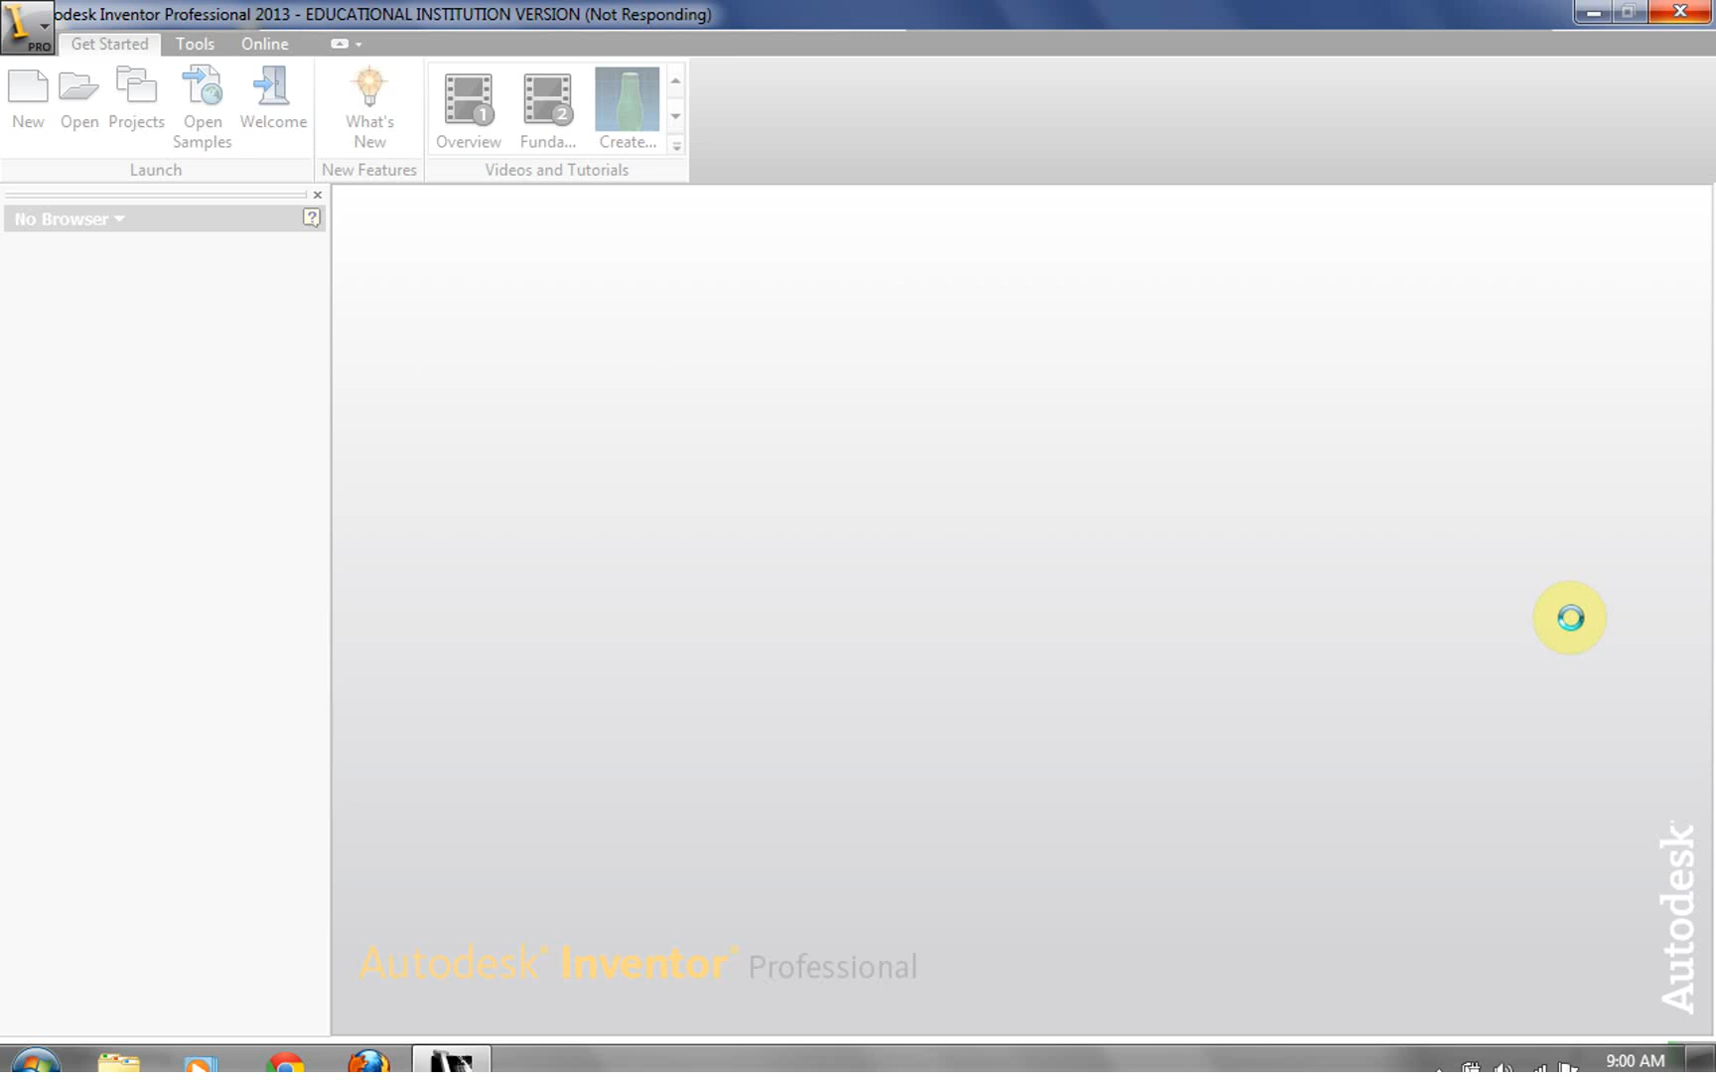 odesk Inventor Professional 2013 - EDUCATIONAL INSTITUTION VERSION (Not Responding)
PRO
Get Started Tools Online
New Open Projects Open Samples Welcome What's New 1 Overview 2 Funda... Create...
Launch New Features Videos and Tutorials
No Browser
?
Autodesk
Autodesk® Inventor® Professional
9:00 AM